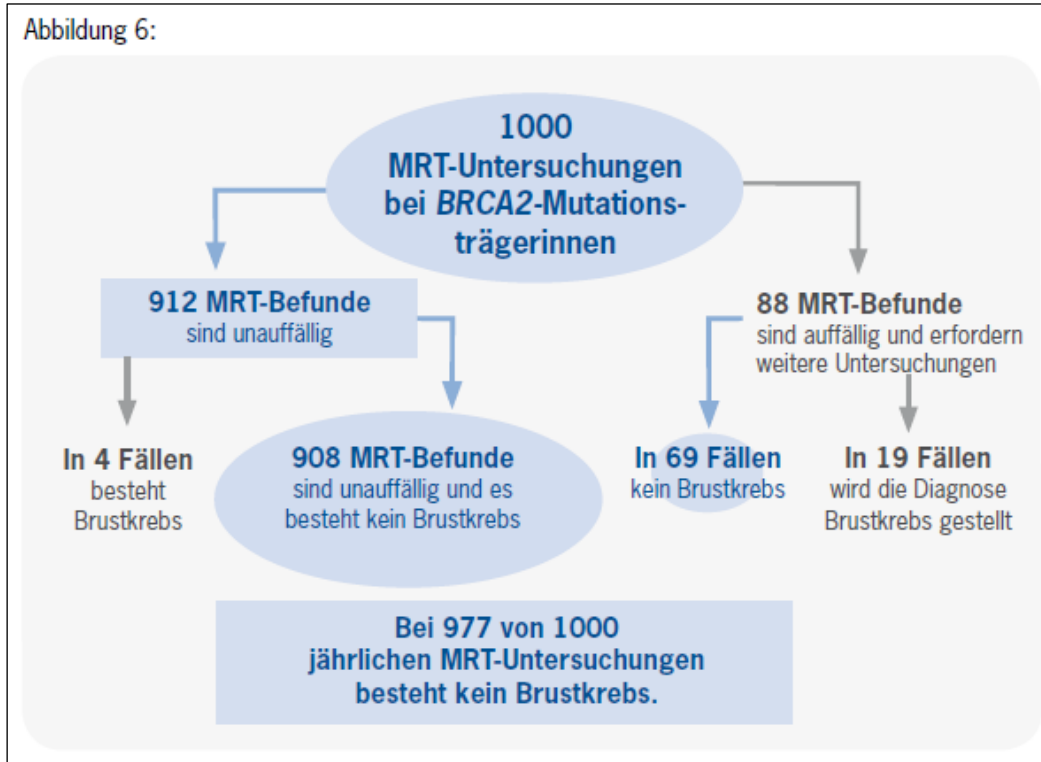 Abbildung 6:
1000
MRT-Untersuchungen
bei BRCA2-Mutations-
trägerinnen
912 MRT-Befunde
sind unauffällig
88 MRT-Befunde
sind auffällig und erfordern
weitere Untersuchungen
In 4 Fällen
besteht
Brustkrebs
908 MRT-Befunde
sind unauffällig und es
besteht kein Brustkrebs
In 69 Fällen
kein Brustkrebs
In 19 Fällen
wird die Diagnose
Brustkrebs gestellt
Bei 977 von 1000
jährlichen MRT-Untersuchungen
besteht kein Brustkrebs.